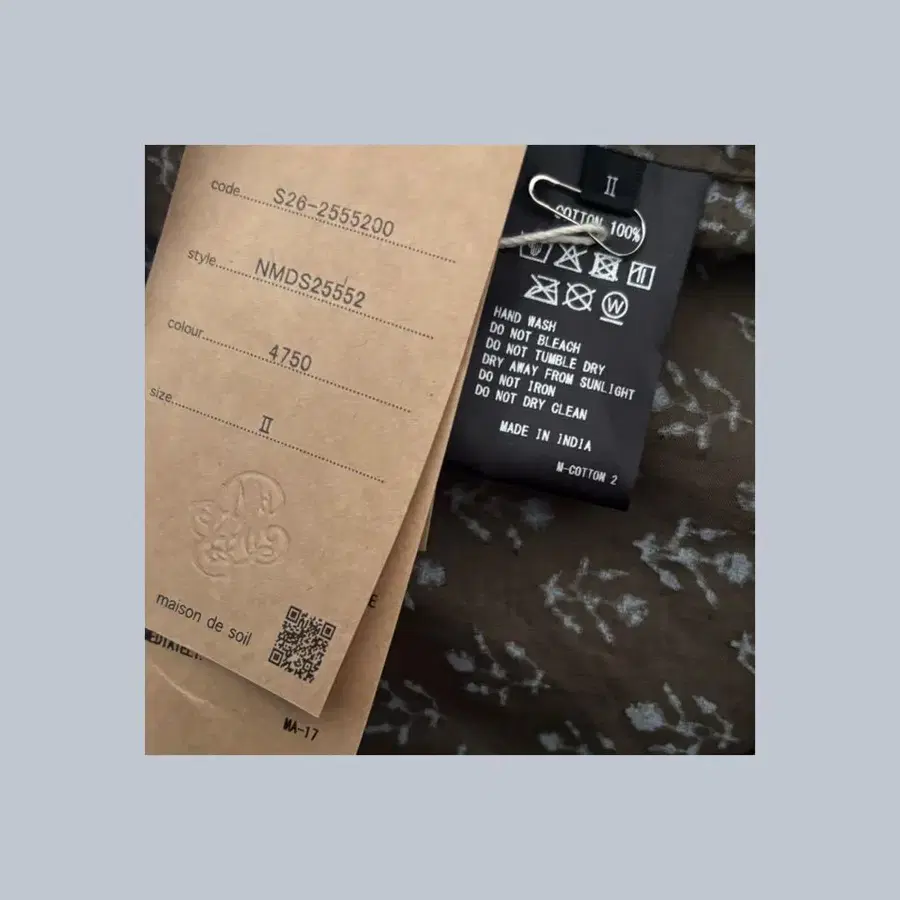 code S26-2555200
style NMDS25552
colour 4750
size II
maison de soil
E
MA-17
II
COTTON 100%
W
HAND WASH
DO NOT BLEACH
DO NOT TUMBLE DRY
DRY AWAY FROM SUNLIGHT
DO NOT IRON
DO NOT DRY CLEAN
MADE IN INDIA
M-COTTON 2